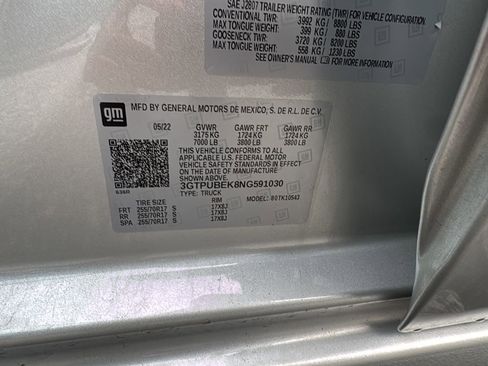 SAE J2807 TRAILER WEIGHT RATING (TWR) FOR VEHICLE CONFIGURATION
CONVENTIONAL TWR: 3992 KG / 8800 LBS
MAX TONGUE WEIGHT: 399 KG / 880 LBS
GOOSENECK TWR: 3720 KG / 8200 LBS
MAX TONGUE WEIGHT: 558 KG / 1230 LBS
SEE OWNER'S MANUAL FOR MORE INFORMATION
gm
MFD BY GENERAL MOTORS DE MEXICO, S. DE R.L. DE C.V.
05/22 GVWR GAWR FRT GAWR RR
3175 KG 1724 KG 1724 KG
7000 LB 3800 LB 3800 LB
THIS VEHICLE CONFORMS TO ALL
APPLICABLE U.S. FEDERAL MOTOR
VEHICLE SAFETY STANDARDS IN EFFECT
ON THE DATE OF MANUFACTURE
SHOWN ABOVE.
3GTPUBEK8NG591030
TYPE: TRUCK MODEL:
TIRE SIZE RIM
FRT 255/70R17 S 17X8J
RR 255/70R17 S 17X8J
SPA 255/70R17 S 17X8J